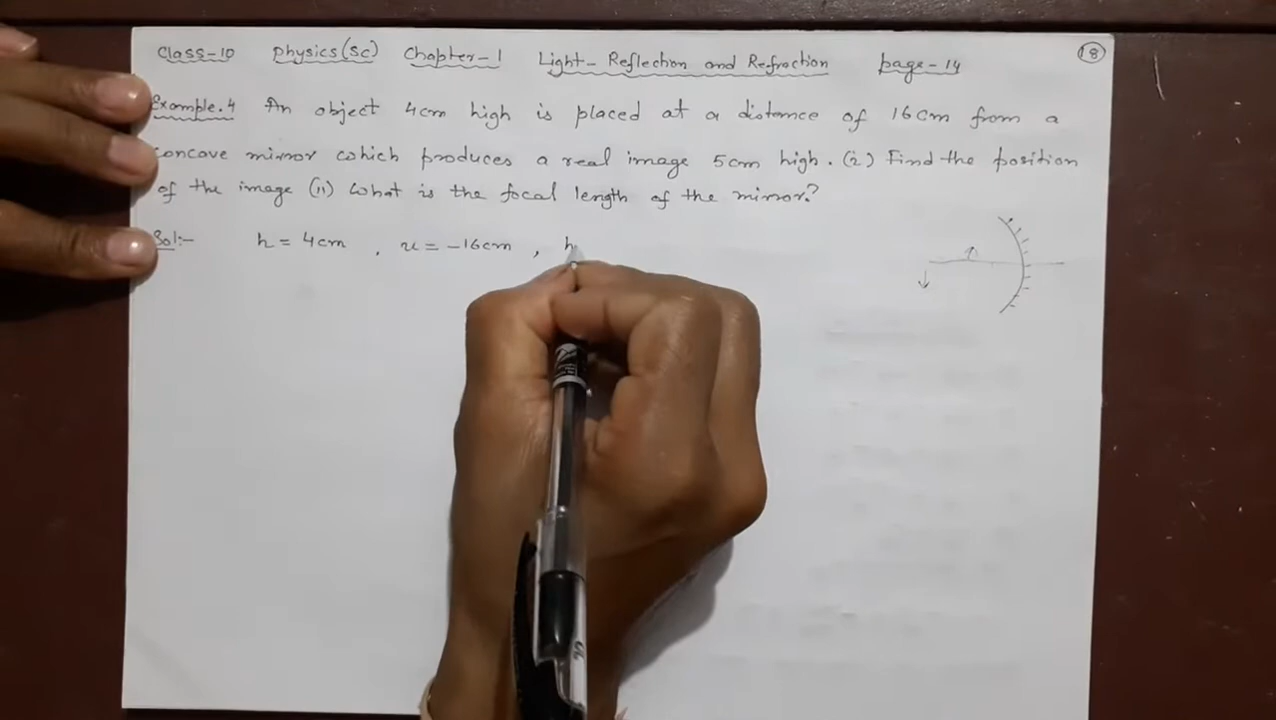 Class-10 Physics(SC) Chapter-1 Light-Reflection and Refraction page-14 18
Example.4 An object 4cm high is placed at a distance of 16cm from a
concave mirror which produces a real image 5cm high. (i) Find the position
of the image (ii) What is the focal length of the mirror?
Sol:- h = 4cm , u = -16cm , h